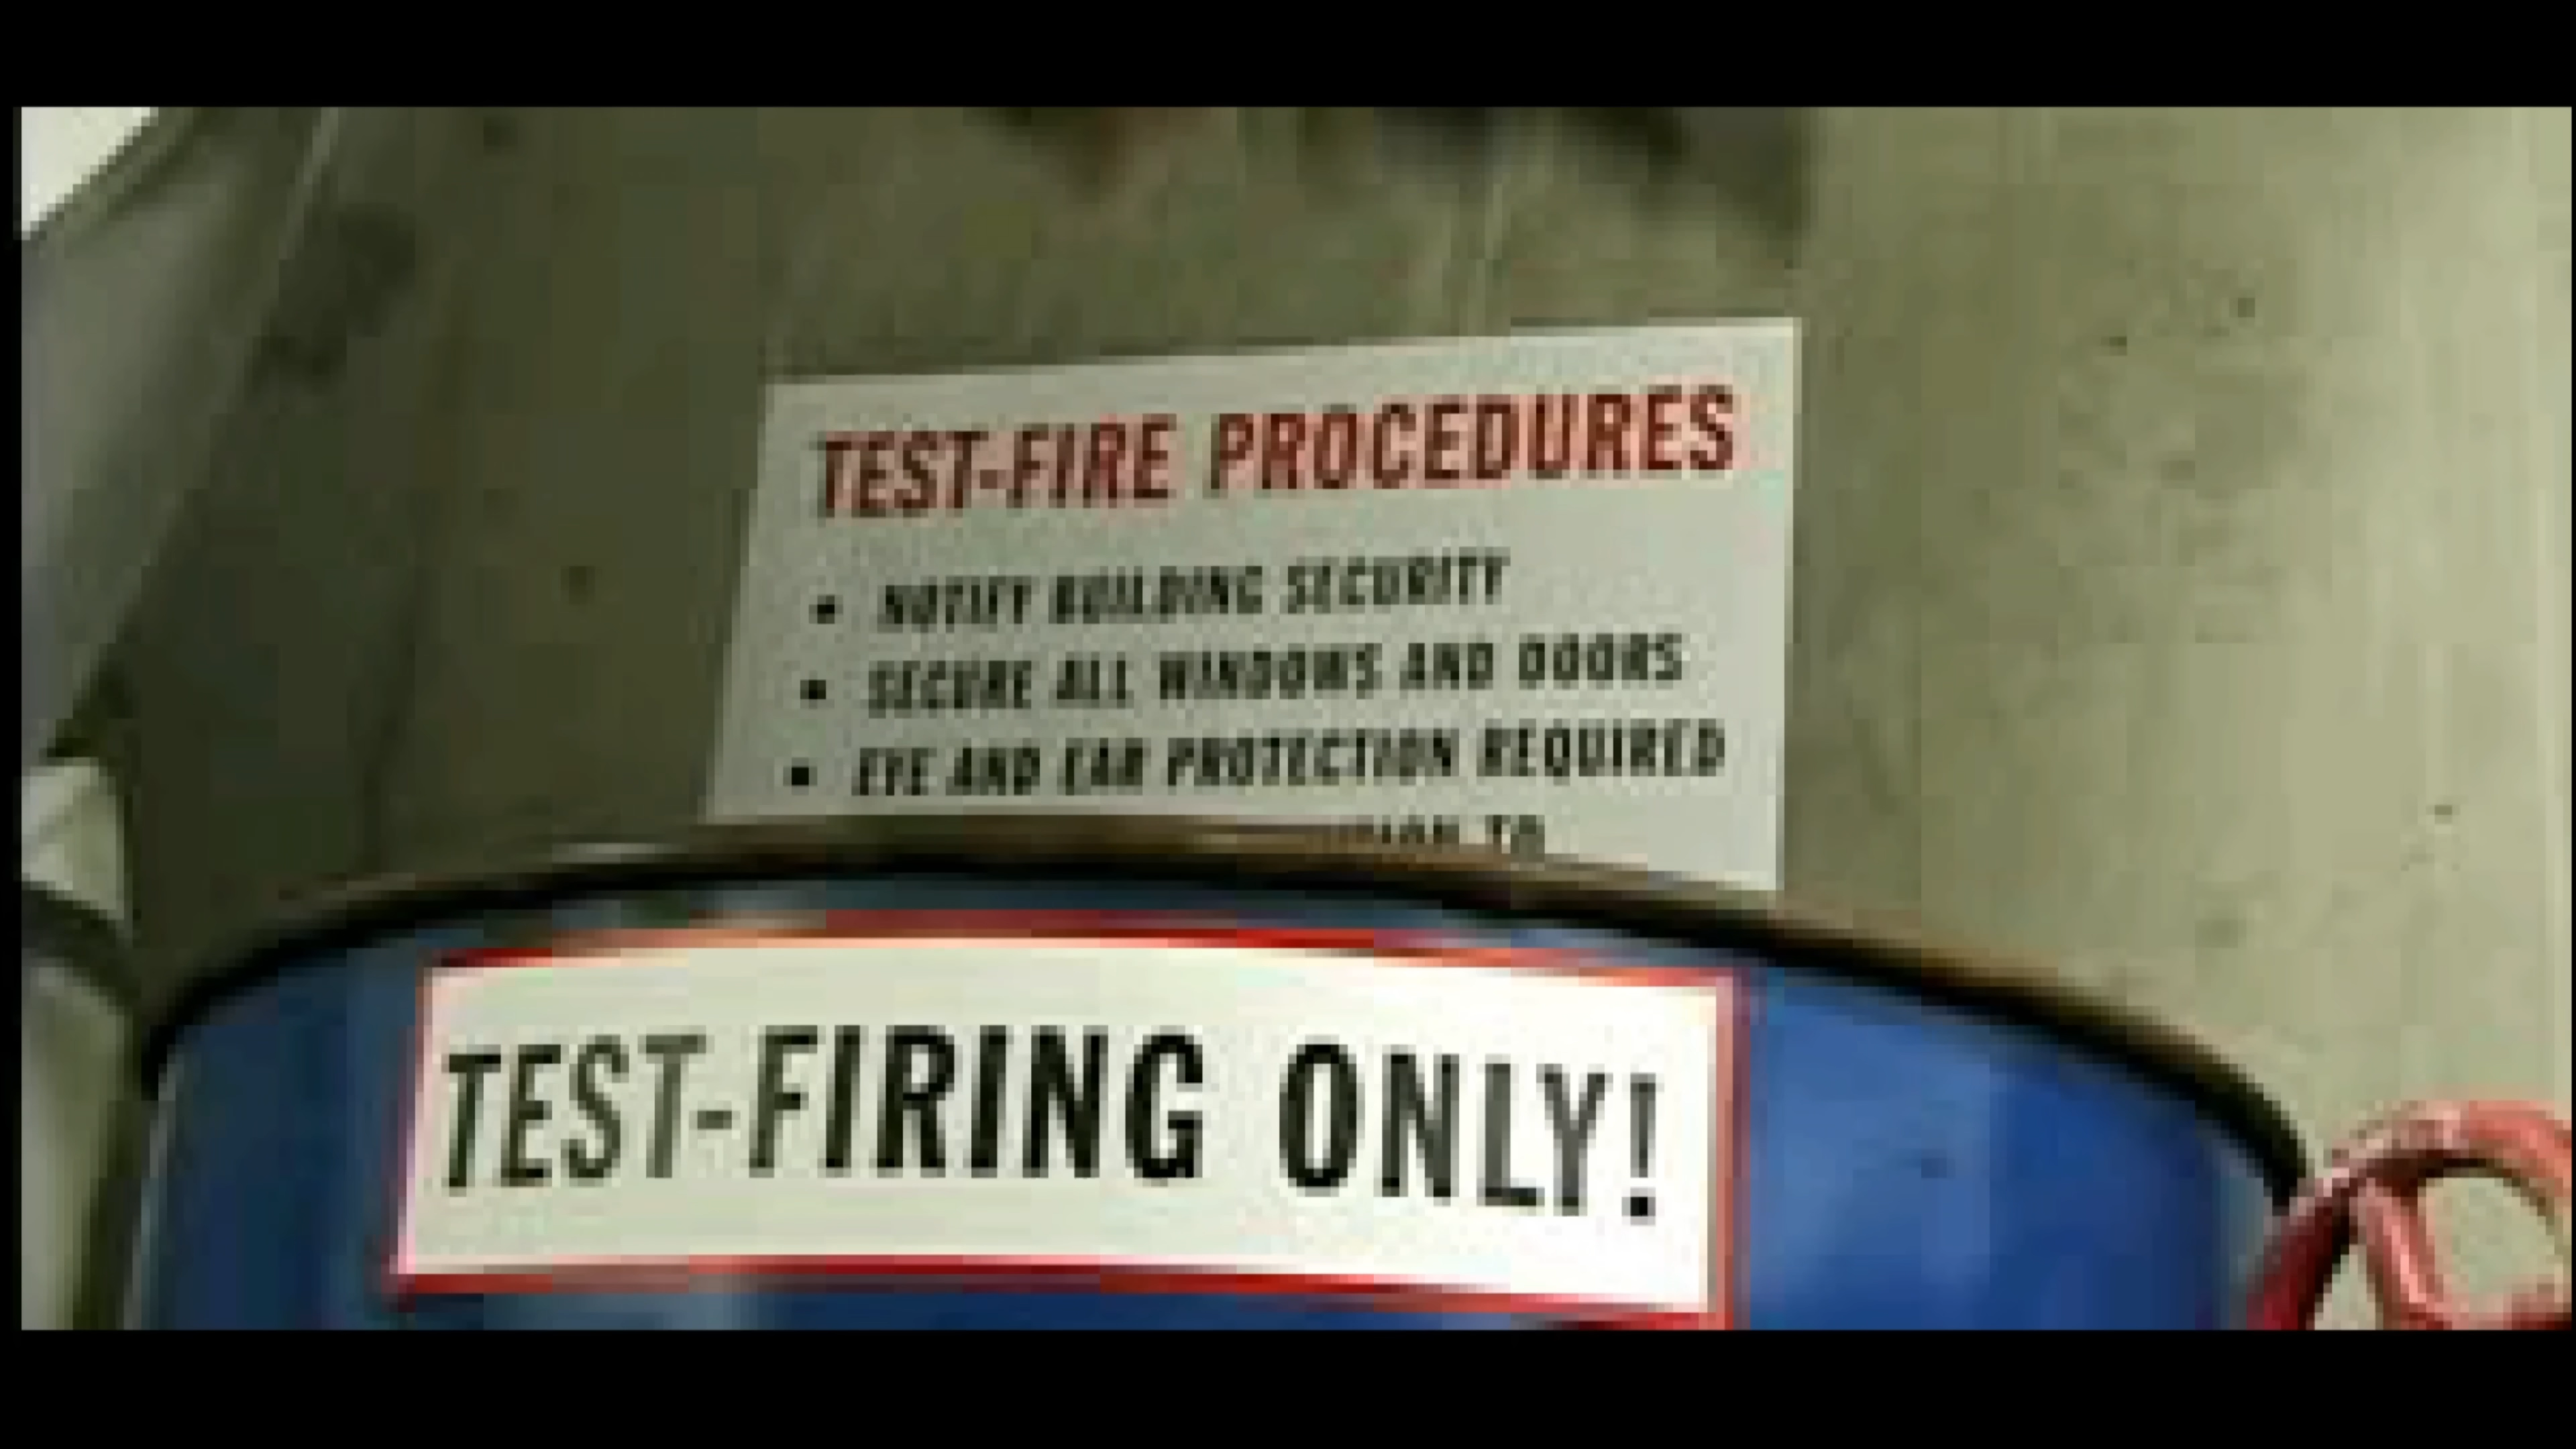 TEST-FIRE PROCEDURES
• NOTIFY BUILDING SECURITY
• SECURE ALL WINDOWS AND DOORS
• EYE AND EAR PROTECTION REQUIRED
TO
TEST-FIRING ONLY!